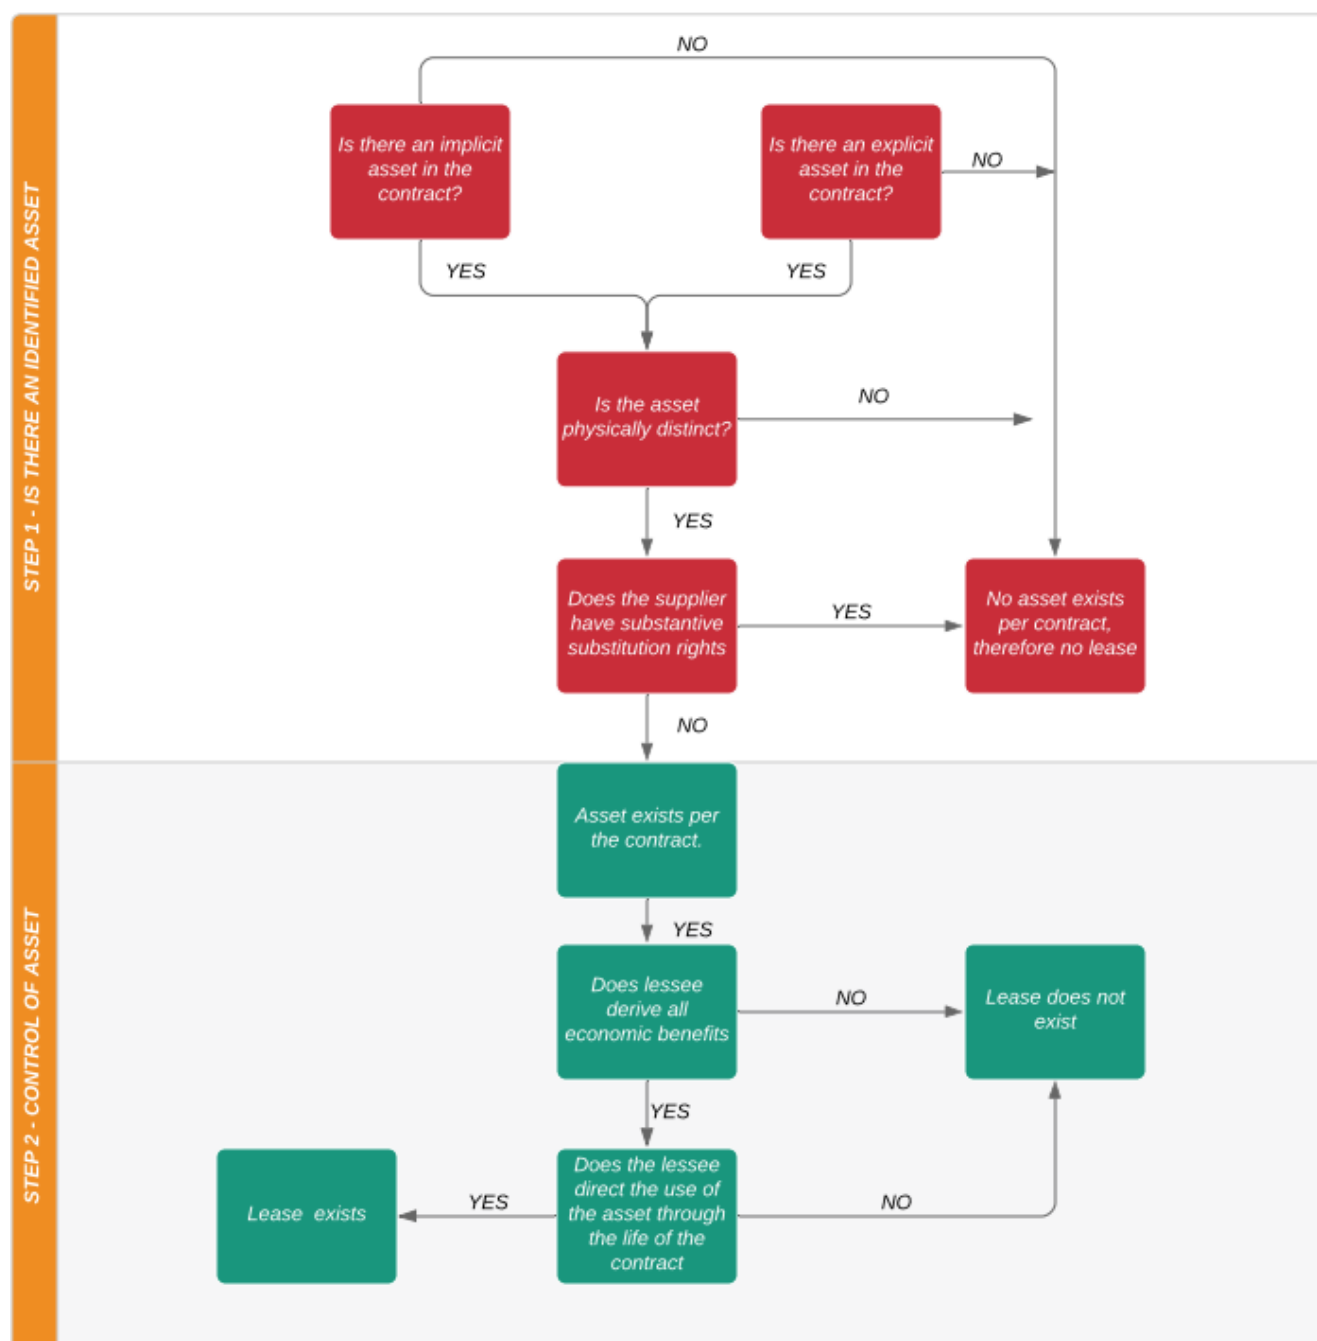 STEP 1 - IS THERE AN IDENTIFIED ASSET
NO
Is there an implicit
asset in the
contract?
Is there an explicit
asset in the
contract?
NO
YES
YES
Is the asset
physically distinct?
NO
YES
Does the supplier
have substantive
substitution rights
YES
No asset exists
per contract,
therefore no lease
NO
STEP 2 - CONTROL OF ASSET
Asset exists per
the contract.
YES
Does lessee
derive all
economic benefits
NO
Lease does not
exist
YES
Lease exists
YES
Does the lessee
direct the use of
the asset through
the life of the
contract
NO